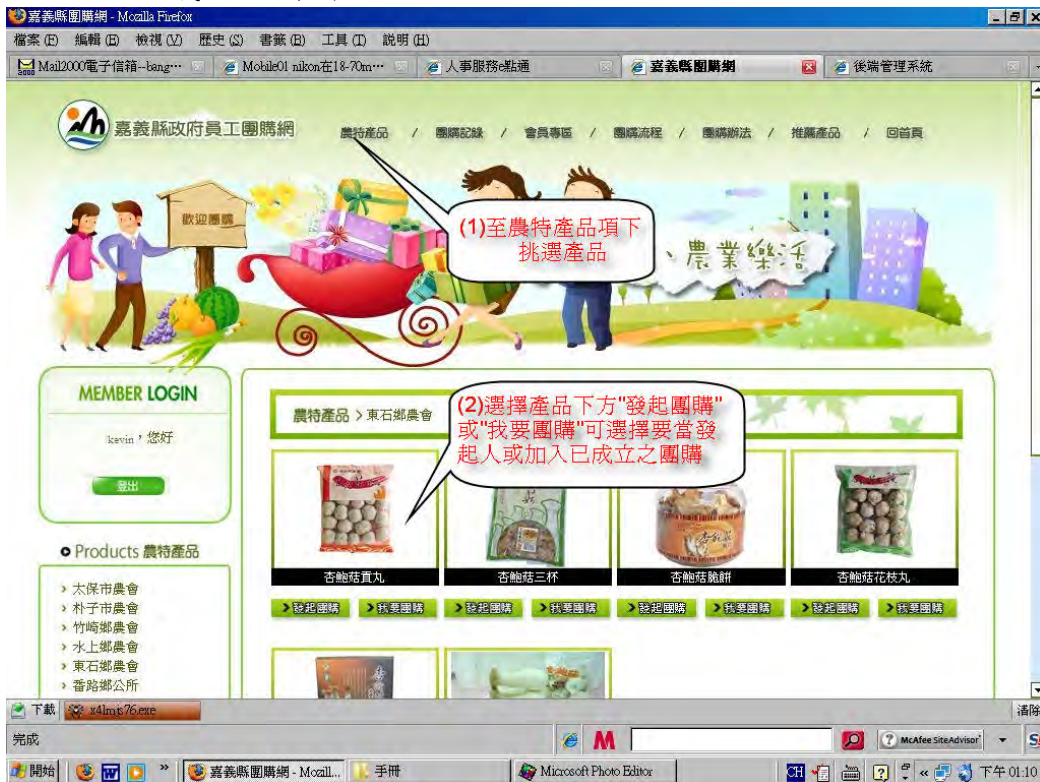 嘉義縣團購網 - Mozilla Firefox
檔案(F) 編輯(E) 檢視(V) 歷史(S) 書籤(B) 工具(T) 說明(H)
Mail2000電子信箱--bang… Mobile01 nikon在18-70m… 人事服務e點通 嘉義縣團購網 後端管理系統
嘉義縣政府員工團購網
農特產品 / 團購記錄 / 會員專區 / 團購流程 / 團購辦法 / 推薦產品 / 回首頁
歡迎團購
(1)至農特產品項下
挑選產品
、農業樂活
MEMBER LOGIN
kevin，您好
登出
農特產品 > 東石鄉農會
(2)選擇產品下方"發起團購"
或"我要團購"可選擇要當發
起人或加入已成立之團購
杏鮑菇貢丸 杏鮑菇三杯 杏鮑菇脆餅 杏鮑菇花枝丸
發起團購 我要團購 發起團購 我要團購 發起團購 我要團購 發起團購 我要團購
Products 農特產品
太保市農會
朴子市農會
竹崎鄉農會
水上鄉農會
東石鄉農會
番路鄉公所
下載 x41mjs76.exe 清除
完成 McAfee SiteAdvisor
開始 嘉義縣團購網 - Mozill... 手冊 Microsoft Photo Editor CH 下午 01:10